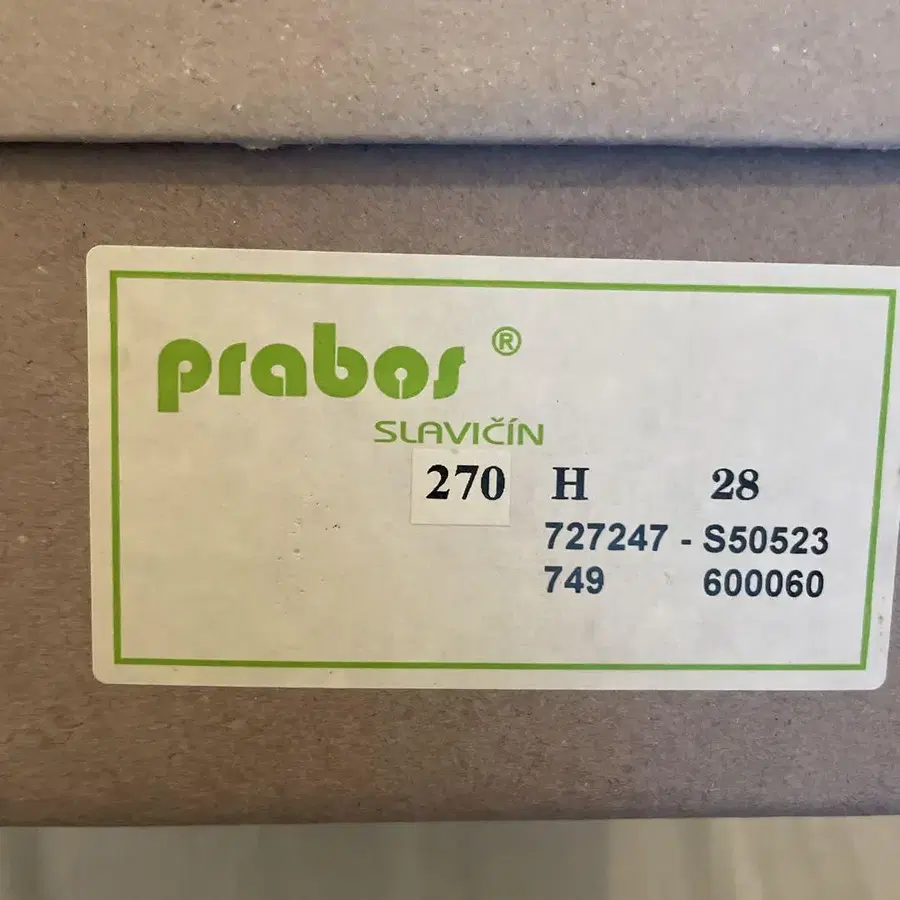 prabos ®
SLAVIČÍN
270 H 28
727247 - S50523
749 600060